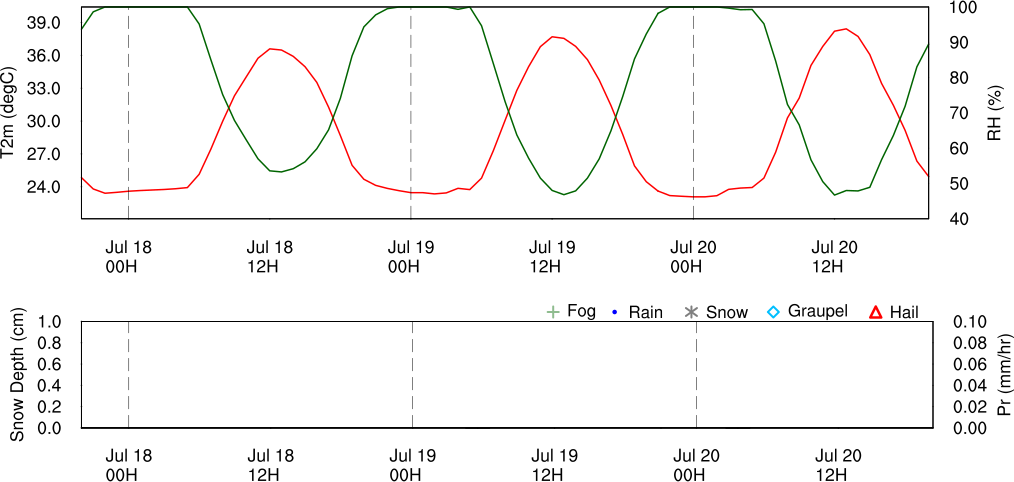 39.0
36.0
33.0
30.0
27.0
24.0
T2m (degC)
100
90
80
70
60
50
40
RH (%)
Jul 18 Jul 18 Jul 19 Jul 19 Jul 20 Jul 20
00H 12H 00H 12H 00H 12H
Fog Rain Snow Graupel Hail
1.0
0.8
0.6
0.4
0.2
0.0
Snow Depth (cm)
0.10
0.08
0.06
0.04
0.02
0.00
Pr (mm/hr)
Jul 18 Jul 18 Jul 19 Jul 19 Jul 20 Jul 20
00H 12H 00H 12H 00H 12H